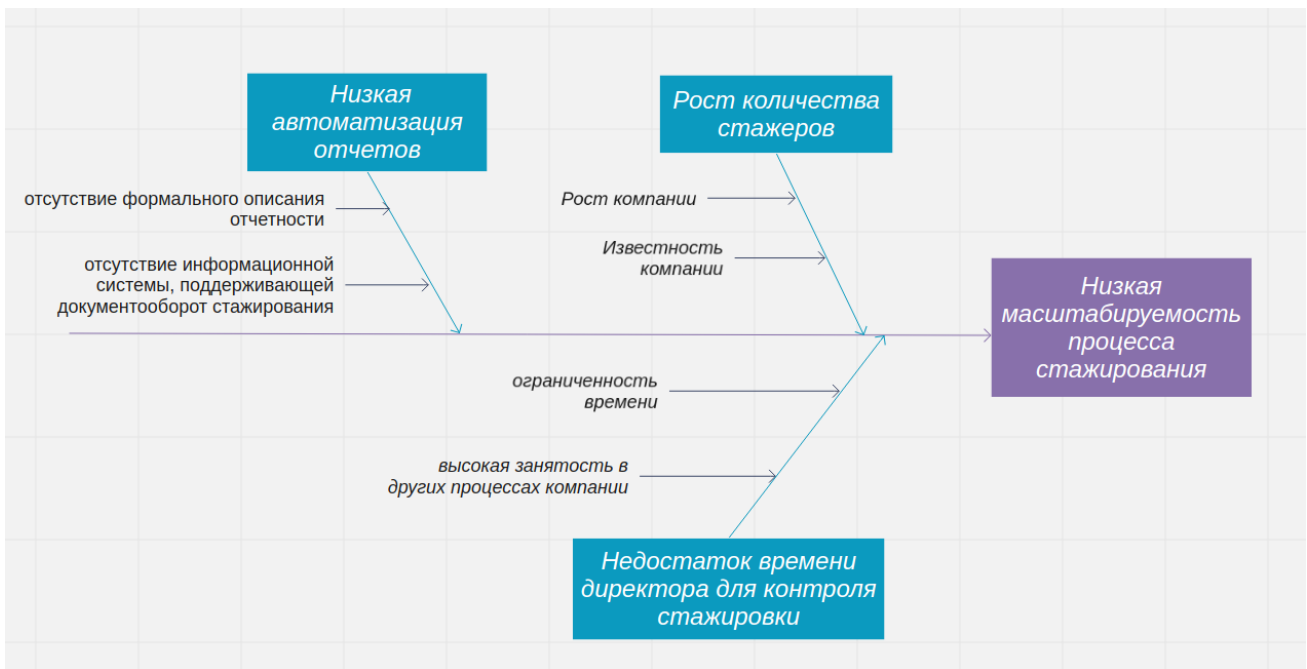 Низкая
автоматизация
отчетов
Рост количества
стажеров
отсутствие формального описания
отчетности
Рост компании
отсутствие информационной
системы, поддерживающей
документооборот стажирования
Известность
компании
Низкая
масштабируемость
процесса
стажирования
ограниченность
времени
высокая занятость в
других процессах компании
Недостаток времени
директора для контроля
стажировки